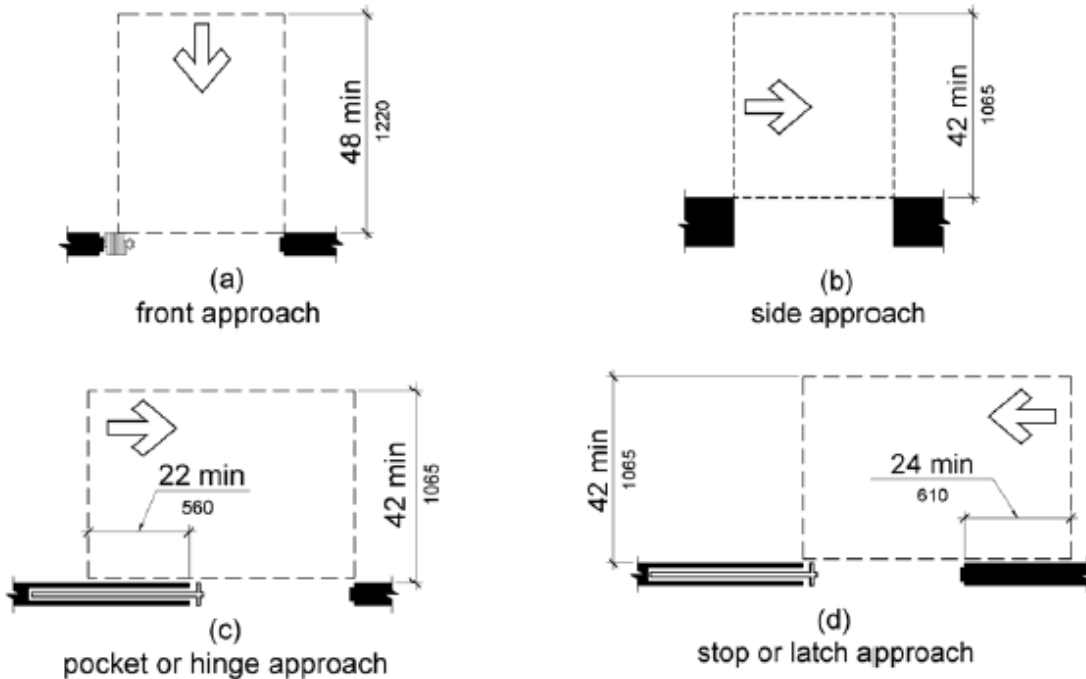 48 min
1220
(a)
front approach
42 min
1065
(b)
side approach
22 min
560
42 min
1065
(c)
pocket or hinge approach
42 min
1065
24 min
610
(d)
stop or latch approach